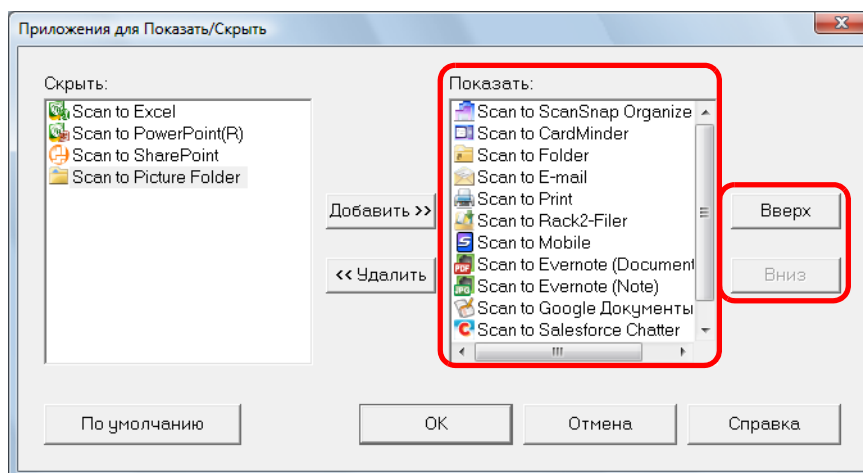 Приложения для Показать/Скрыть
Скрыть:
Scan to Excel
Scan to PowerPoint(R)
Scan to SharePoint
Scan to Picture Folder
Добавить >>
<< Удалить
Показать:
Scan to ScanSnap Organize
Scan to CardMinder
Scan to Folder
Scan to E-mail
Scan to Print
Scan to Rack2-Filer
Scan to Mobile
Scan to Evernote (Document
Scan to Evernote (Note)
Scan to Google Документы
Scan to Salesforce Chatter
Вверх
Вниз
По умолчанию
OK
Отмена
Справка